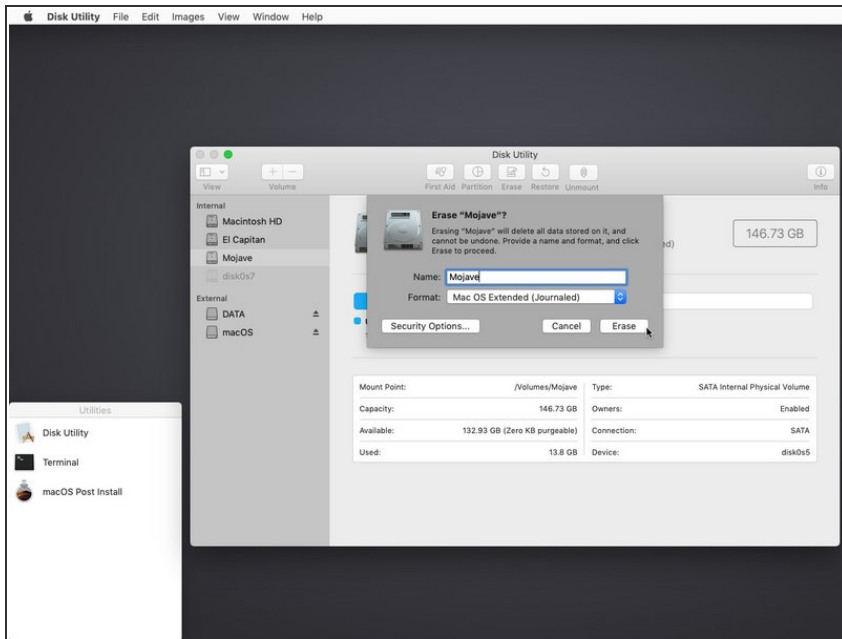 Disk Utility File Edit Images View Window Help
Disk Utility
View Volume First Aid Partition Erase Restore Unmount Info
Internal
Macintosh HD
El Capitan
Mojave
disk0s7
External
DATA
macOS
Erase "Mojave"?
Erasing "Mojave" will delete all data stored on it, and
cannot be undone. Provide a name and format, and click
Erase to proceed.
Name: Mojave
Format: Mac OS Extended (Journaled)
Security Options... Cancel Erase
146.73 GB
Mount Point: /Volumes/Mojave Type: SATA Internal Physical Volume
Capacity: 146.73 GB Owners: Enabled
Available: 132.93 GB (Zero KB purgeable) Connection: SATA
Used: 13.8 GB Device: disk0s5
Utilities
Disk Utility
Terminal
macOS Post Install